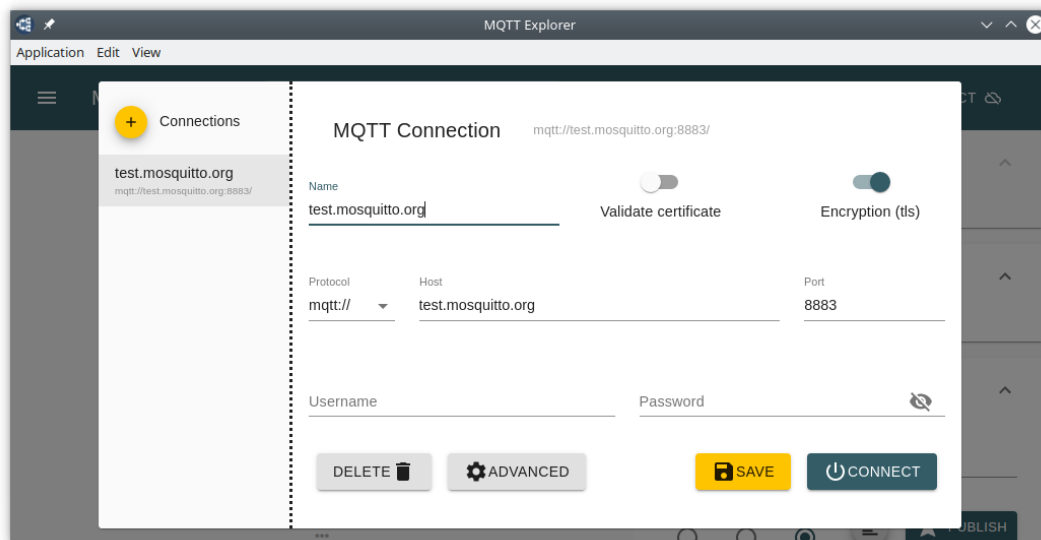 MQTT Explorer
Application Edit View
CT
+ Connections
MQTT Connection mqtt://test.mosquitto.org:8883/
test.mosquitto.org
mqtt://test.mosquitto.org:8883/
Name
test.mosquitto.org
Validate certificate Encryption (tls)
Protocol Host Port
mqtt:// test.mosquitto.org 8883
Username Password
DELETE ADVANCED SAVE CONNECT
... PUBLISH